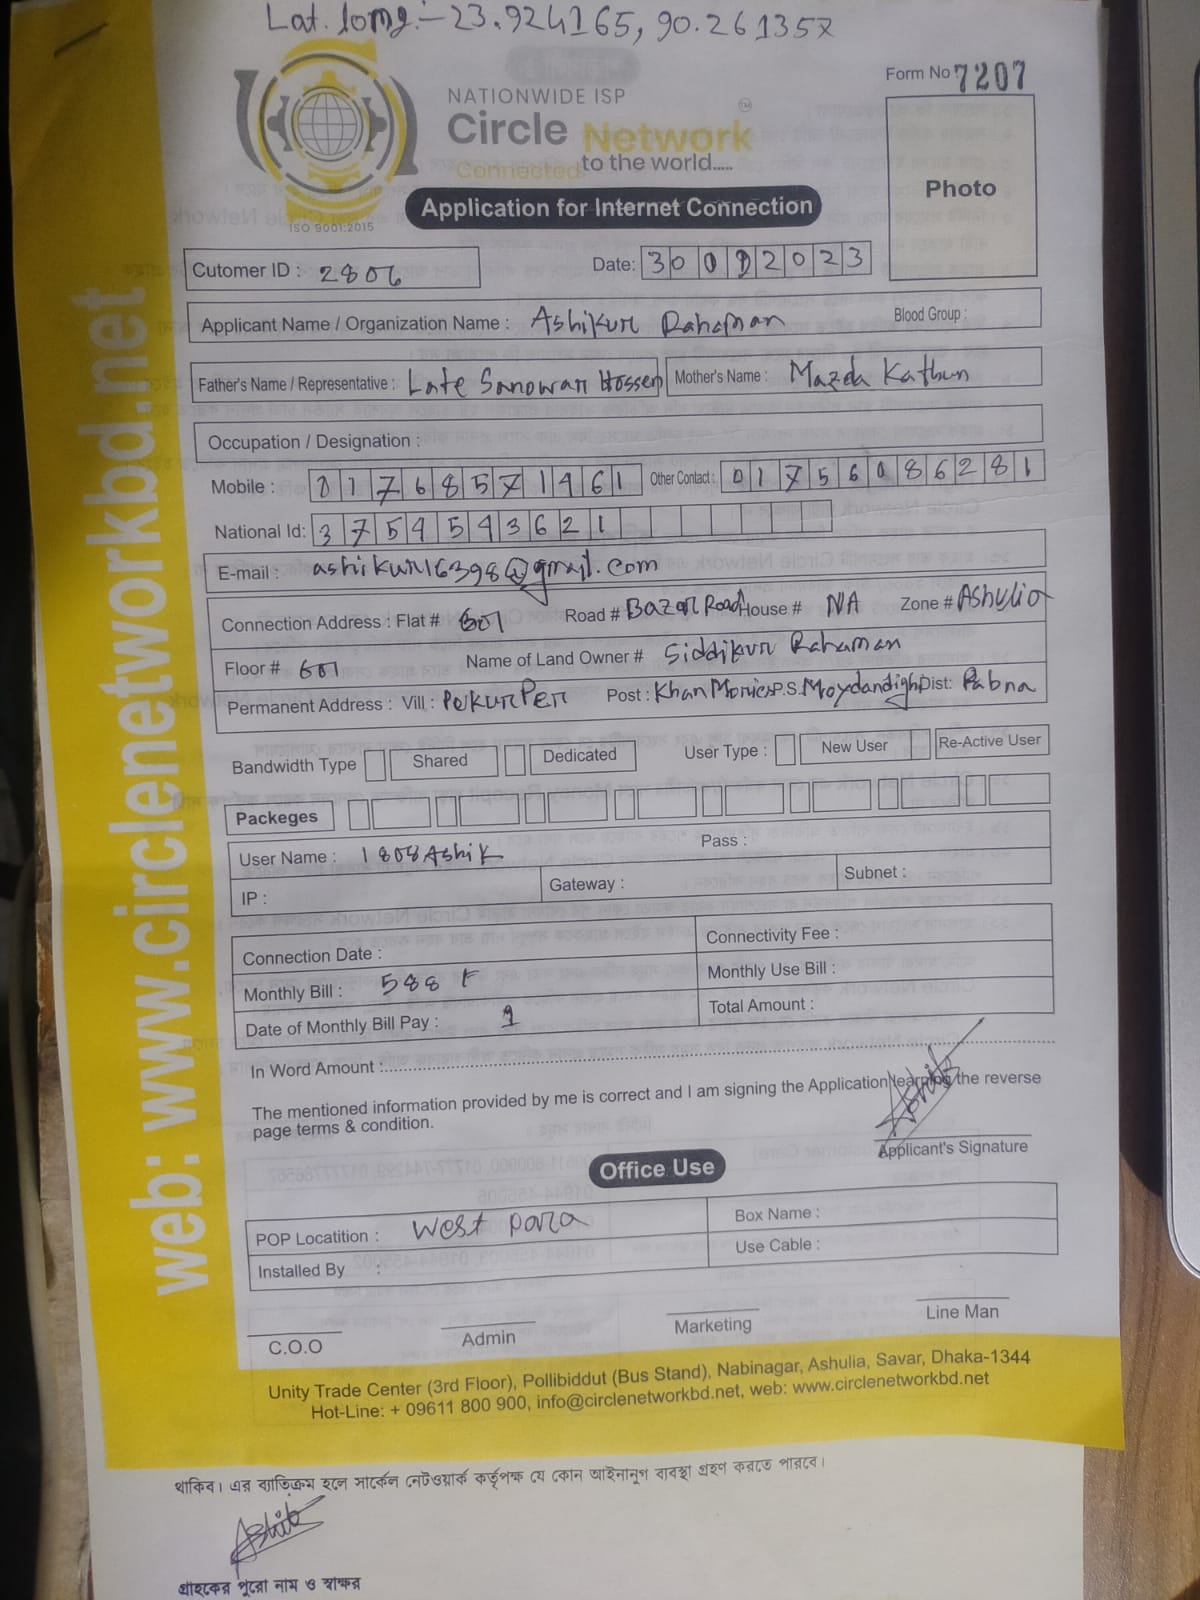 Lat. long:- 23.924165, 90.261357
Form No 7207
NATIONWIDE ISP
Circle Network
Connected to the world.....
ISO 9001:2015
Photo
Application for Internet Connection
Cutomer ID : 2806
Date: 30 2023
Applicant Name / Organization Name : Ashikur Rahaman Blood Group :
Father's Name / Representative : Late Sanowar Hossen Mother's Name : Mazda Kathun
Occupation / Designation :
Mobile : 01768571461 Other Contact : 01756086281
National Id: 3754543621
E-mail : ashikur16398@gmail.com
Connection Address : Flat # 601 Road # Bazar Road House # NA Zone # Ashulia
Floor # 601 Name of Land Owner # Siddikur Rahaman
Permanent Address : Vill : PukurPer Post : KhanMorics P.S. Moydandighi Dist: Pabna
Bandwidth Type Shared Dedicated User Type : New User Re-Active User
Packeges
User Name : 1808Ashik Pass :
IP : Gateway : Subnet :
Connection Date : Connectivity Fee :
Monthly Bill : 588 t Monthly Use Bill :
Date of Monthly Bill Pay : 1 Total Amount :
In Word Amount :
The mentioned information provided by me is correct and I am signing the Application learning the reverse
page terms & condition.
Ashik
Applicant's Signature
Office Use
POP Locatition : West para Box Name :
Installed By : Use Cable :
C.O.O Admin Marketing Line Man
Unity Trade Center (3rd Floor), Pollibiddut (Bus Stand), Nabinagar, Ashulia, Savar, Dhaka-1344
Hot-Line: + 09611 800 900, info@circlenetworkbd.net, web: www.circlenetworkbd.net
web: www.circlenetworkbd.net
থাকিব। এর ব্যতিক্রম হলে সার্কেল নেটওয়ার্ক কর্তৃপক্ষ যে কোন আইনানুগ ব্যবস্থা গ্রহণ করতে পারবে।
Ashik
গ্রাহকের পুরো নাম ও স্বাক্ষর